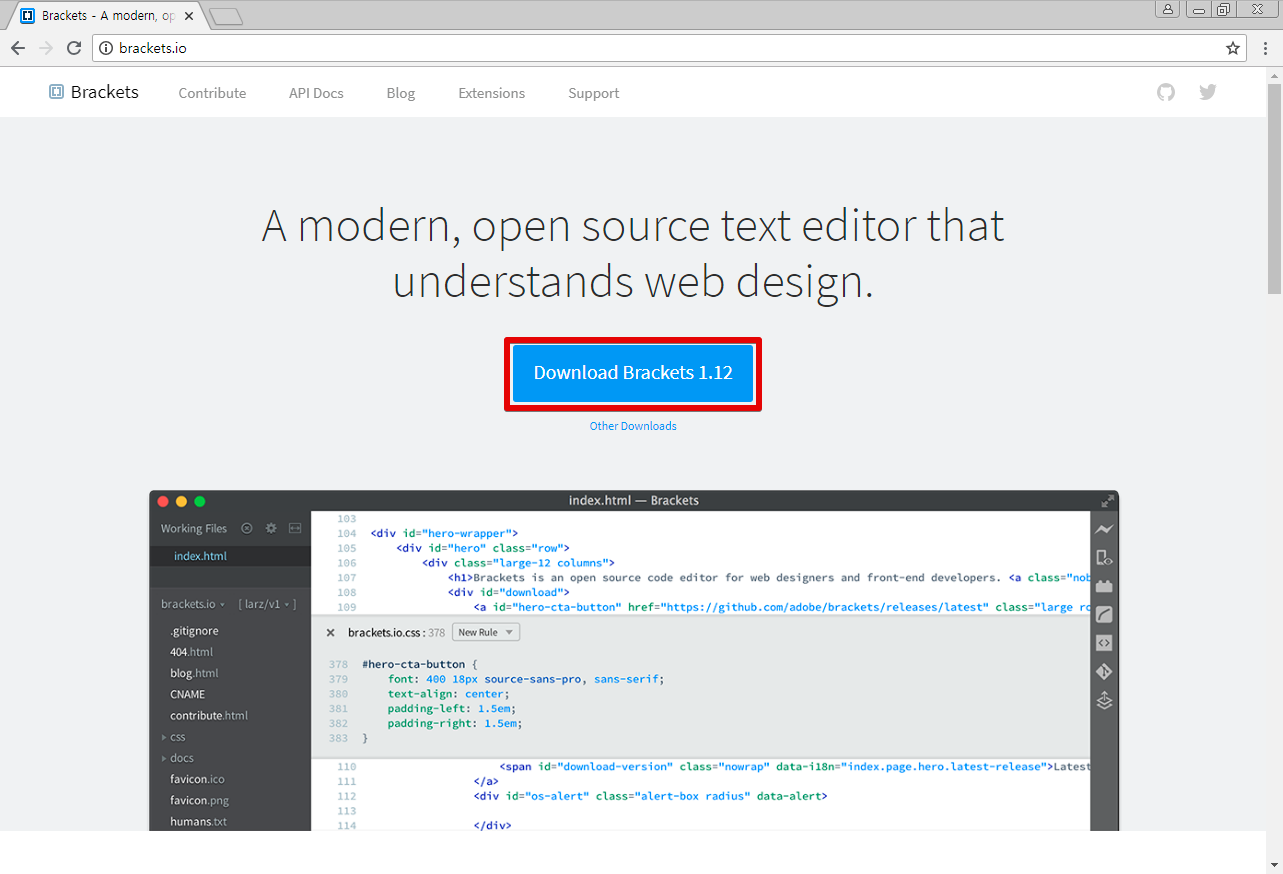 Brackets - A modern, op
brackets.io
Brackets Contribute API Docs Blog Extensions Support
A modern, open source text editor that
understands web design.
Download Brackets 1.12
Other Downloads
index.html — Brackets
Working Files
index.html
brackets.io [ larz/v1 ]
.gitignore
404.html
blog.html
CNAME
contribute.html
css
docs
favicon.ico
favicon.png
humans.txt
103
104 <div id="hero-wrapper">
105 <div id="hero" class="row">
106 <div class="large-12 columns">
107 <h1>Brackets is an open source code editor for web designers and front-end developers. <a class="nob
108 <div id="download">
109 <a id="hero-cta-button" href="https://github.com/adobe/brackets/releases/latest" class="large ro
brackets.io.css : 378 New Rule
378 #hero-cta-button {
379 font: 400 18px source-sans-pro, sans-serif;
380 text-align: center;
381 padding-left: 1.5em;
382 padding-right: 1.5em;
383 }
110 <span id="download-version" class="nowrap" data-i18n="index.page.hero.latest-release">Latest
111 </a>
112 <div id="os-alert" class="alert-box radius" data-alert>
113
114 </div>